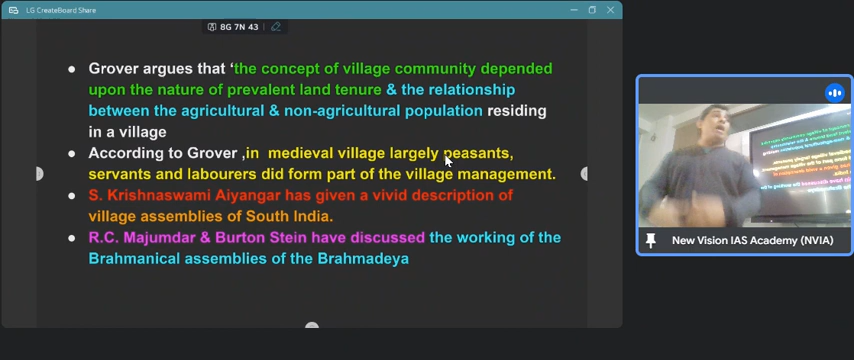 LG CreateBoard Share
8G 7N 43
Grover argues that ‘the concept of village community depended
upon the nature of prevalent land tenure & the relationship
between the agricultural & non-agricultural population residing
in a village
According to Grover ,in medieval village largely peasants,
servants and labourers did form part of the village management.
S. Krishnaswami Aiyangar has given a vivid description of
village assemblies of South India.
R.C. Majumdar & Burton Stein have discussed the working of the
Brahmanical assemblies of the Brahmadeya
New Vision IAS Academy (NVIA)